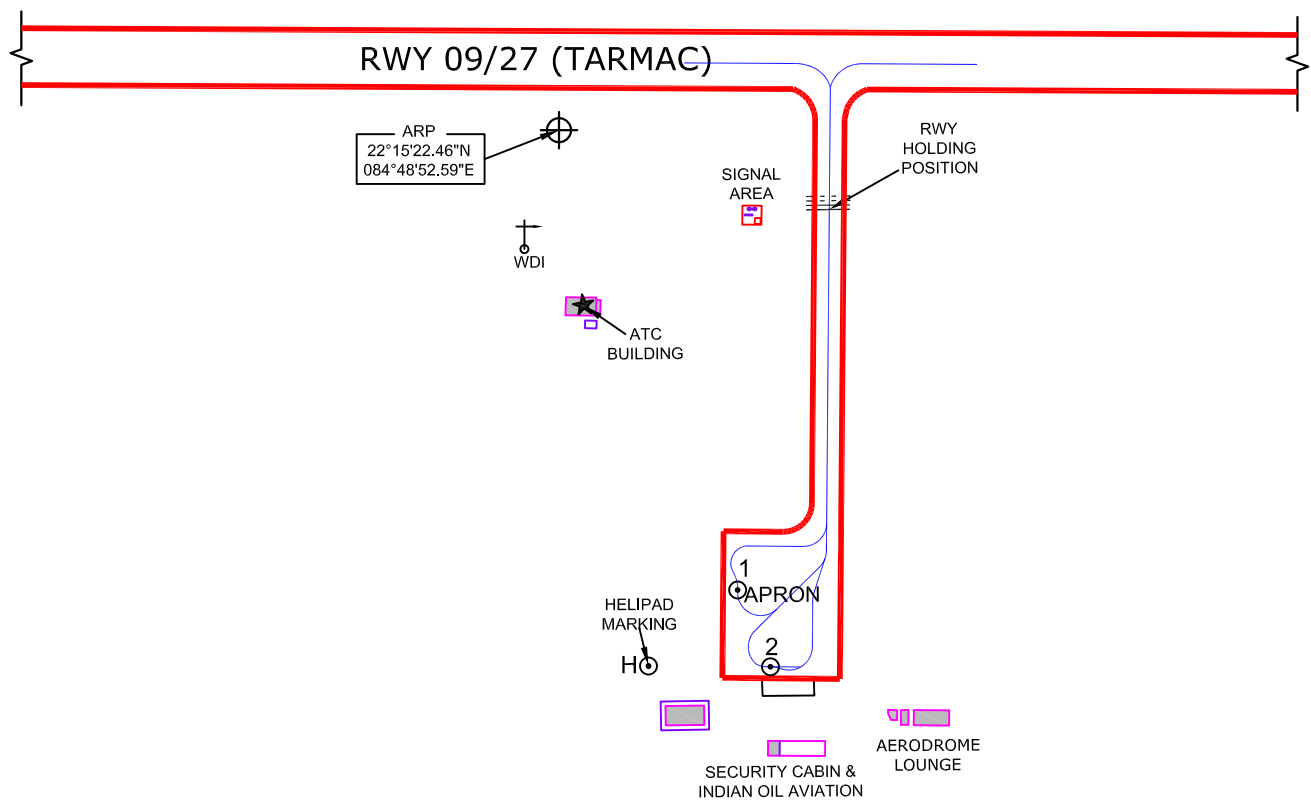 RWY 09/27 (TARMAC)
ARP
22°15'22.46"N
084°48'52.59"E
RWY
HOLDING
POSITION
SIGNAL
AREA
WDI
ATC
BUILDING
1
APRON
HELIPAD
MARKING
2
H
AERODROME
LOUNGE
SECURITY CABIN &
INDIAN OIL AVIATION